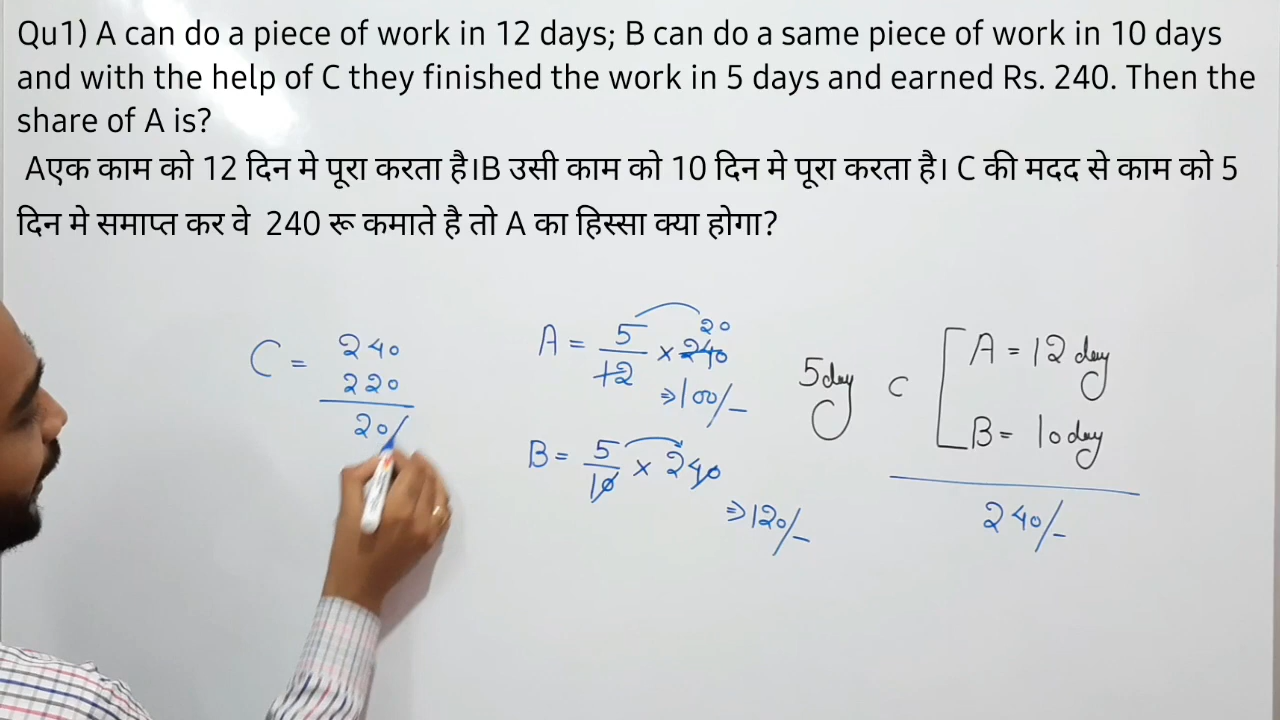 Qu1) A can do a piece of work in 12 days; B can do a same piece of work in 10 days
and with the help of C they finished the work in 5 days and earned Rs. 240. Then the
share of A is?
Aएक काम को 12 दिन मे पूरा करता है।B उसी काम को 10 दिन मे पूरा करता है। C की मदद से काम को 5
दिन मे समाप्त कर वे 240 रू कमाते है तो A का हिस्सा क्या होगा?
C = 240
220
20/
A = 5/12 × 240
20
⇒100/-
B = 5/10 × 240
⇒120/-
5day C
A = 12 day
B = 10 day
240/-